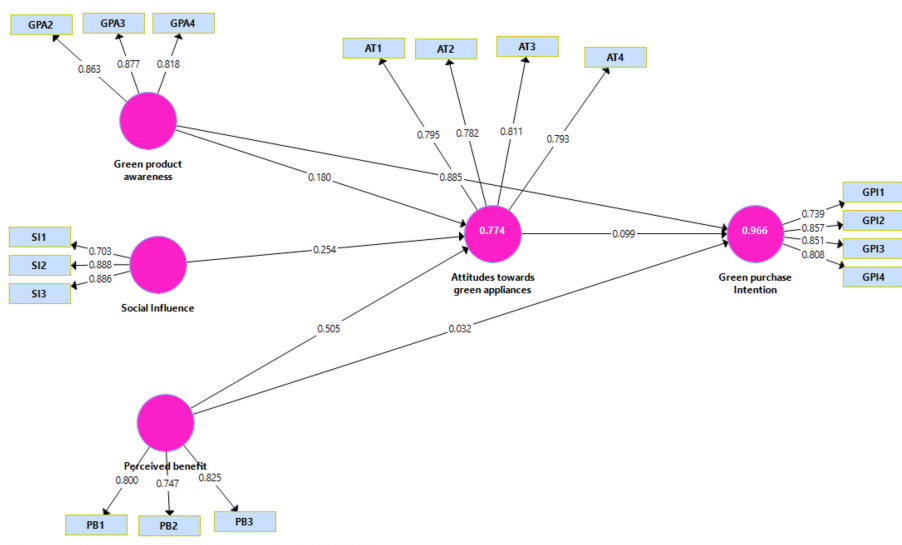 GPA2
GPA3
GPA4
0.863
0.877
0.818
Green product
awareness
AT1
AT2
AT3
AT4
0.795
0.782
0.811
0.793
0.180
0.885
SI1
SI2
SI3
0.703
0.888
0.886
Social Influence
0.254
0.774
Attitudes towards
green appliances
0.099
0.966
Green purchase
Intention
GPI1
GPI2
GPI3
GPI4
0.739
0.857
0.851
0.808
0.505
0.032
Perceived benefit
0.800
0.747
0.825
PB1
PB2
PB3